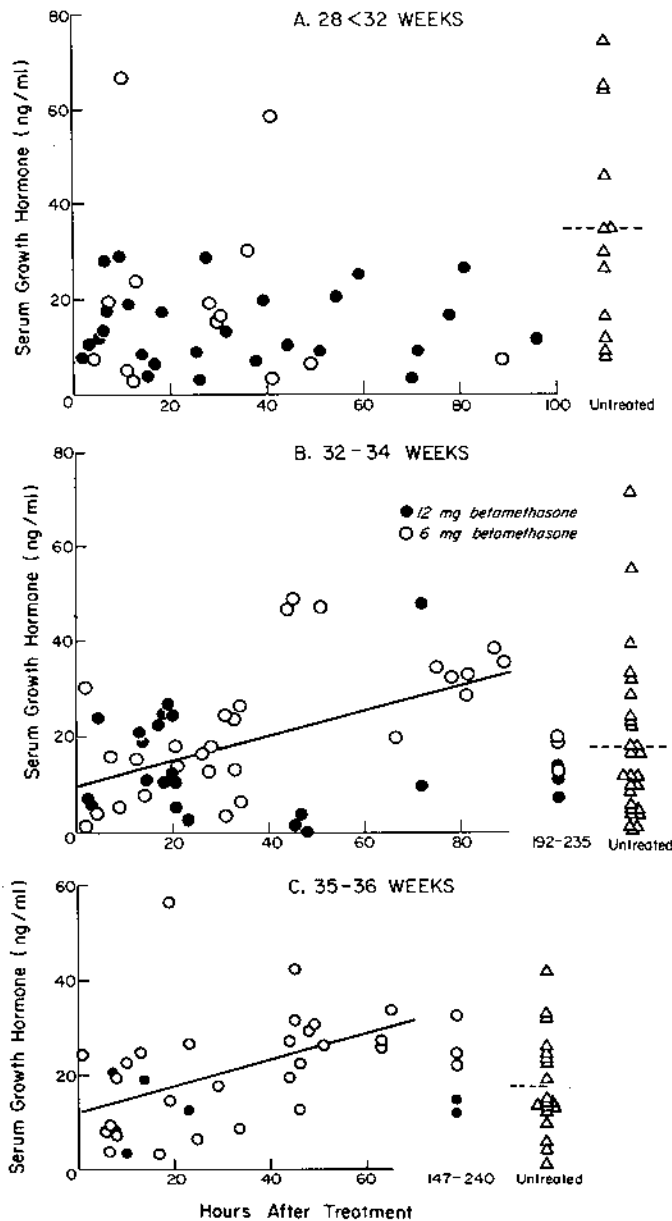 A. 28 < 32 WEEKS
Serum Growth Hormone (ng/ml)
80
60
40
20
0
20
40
60
80
100
Untreated
B. 32-34 WEEKS
● 12 mg betamethasone
○ 6 mg betamethasone
Serum Growth Hormone (ng/ml)
80
60
40
20
0
0
20
40
60
80
192-235
Untreated
C. 35-36 WEEKS
Serum Growth Hormone (ng/ml)
60
40
20
0
0
20
40
60
147-240
Untreated
Hours After Treatment